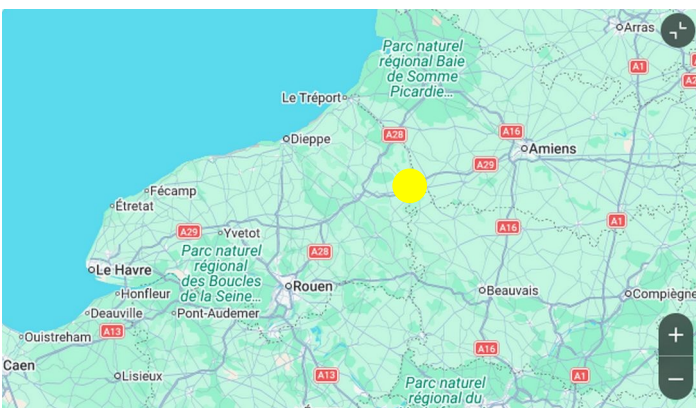 Arras
Parc naturel
régional Baie
de Somme
Picardie...
A1
Le Tréport
A28
A16
Dieppe
Amiens
A29
Fécamp
Étretat
A29
Yvetot
A1
A16
Parc naturel
régional
des Boucles
de la Seine...
A28
Le Havre
Rouen
Honfleur
Beauvais
Compiègne
Deauville
Pont-Audemer
A13
Ouistreham
A16
Caen
Lisieux
A13
A1
Parc naturel
régional du
+
−